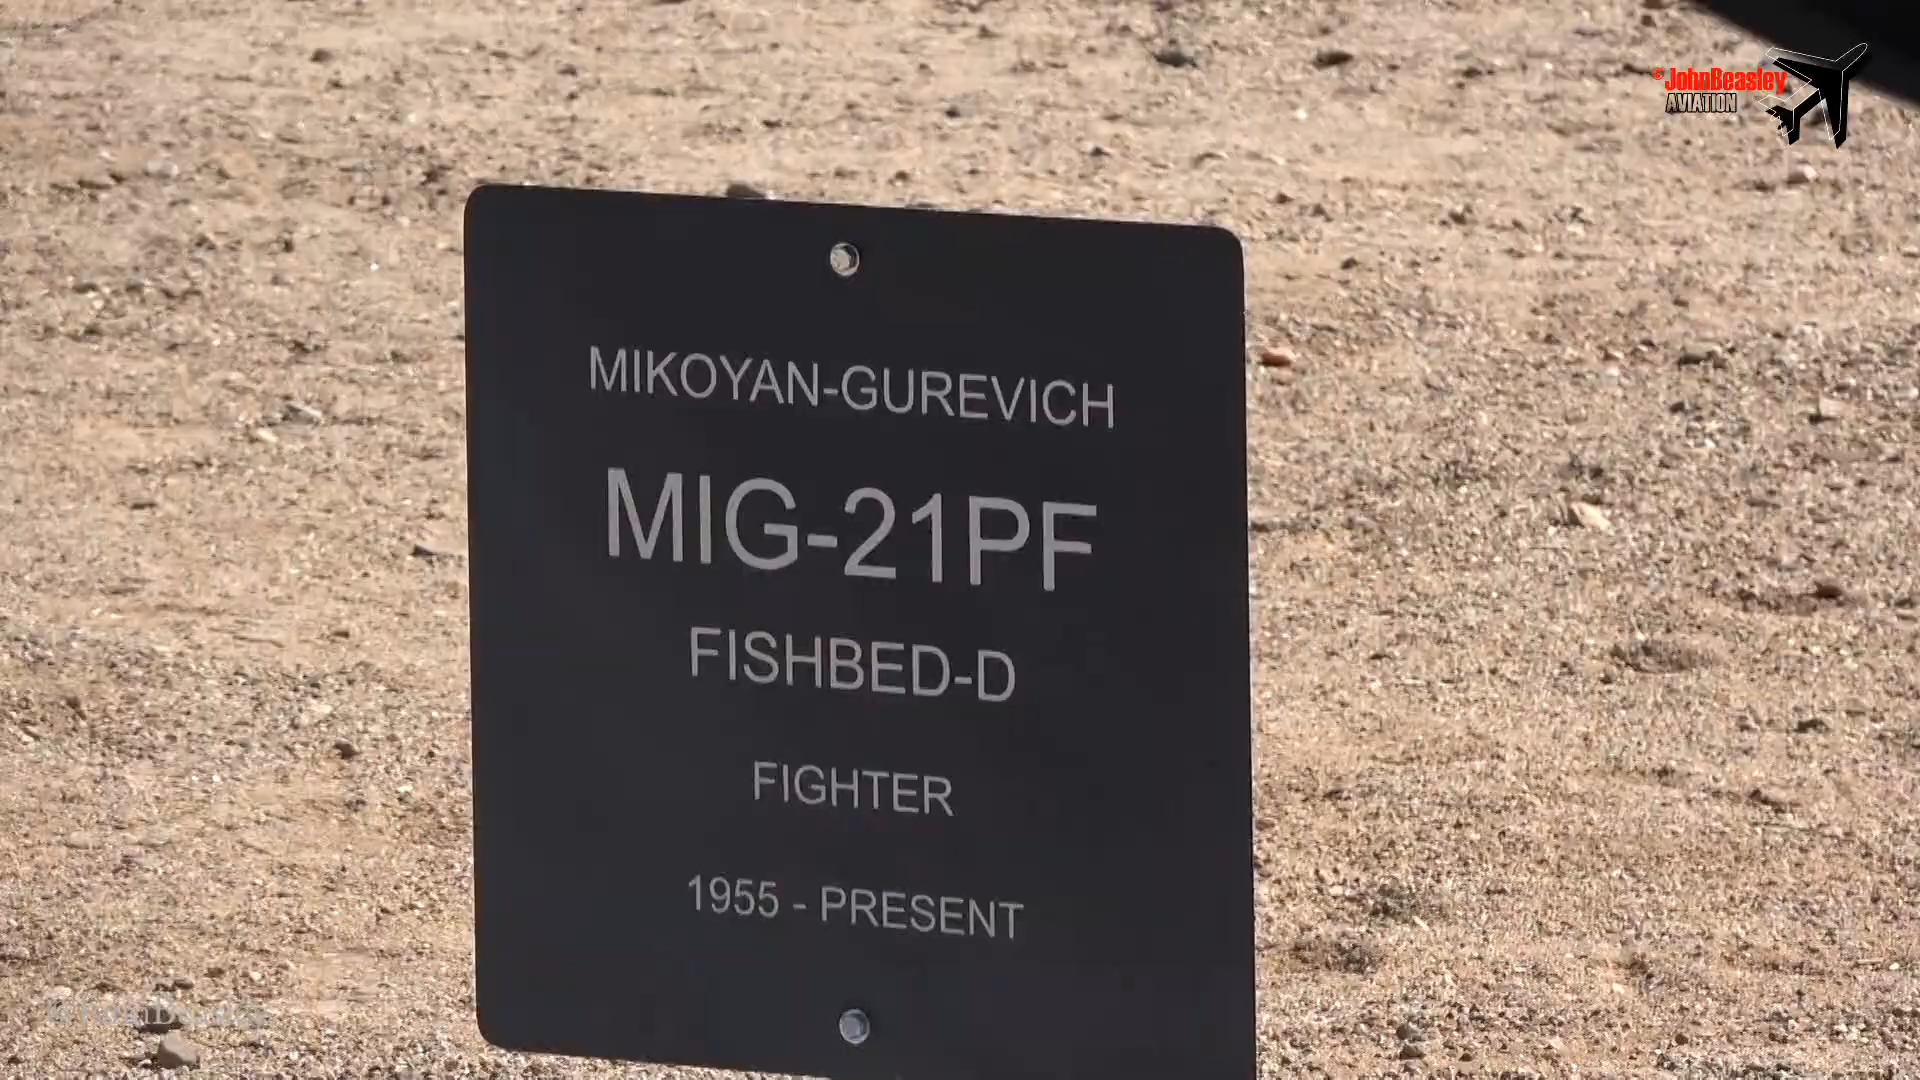 ©JohnBeasley
AVIATION
MIKOYAN-GUREVICH
MIG-21PF
FISHBED-D
FIGHTER
1955 - PRESENT